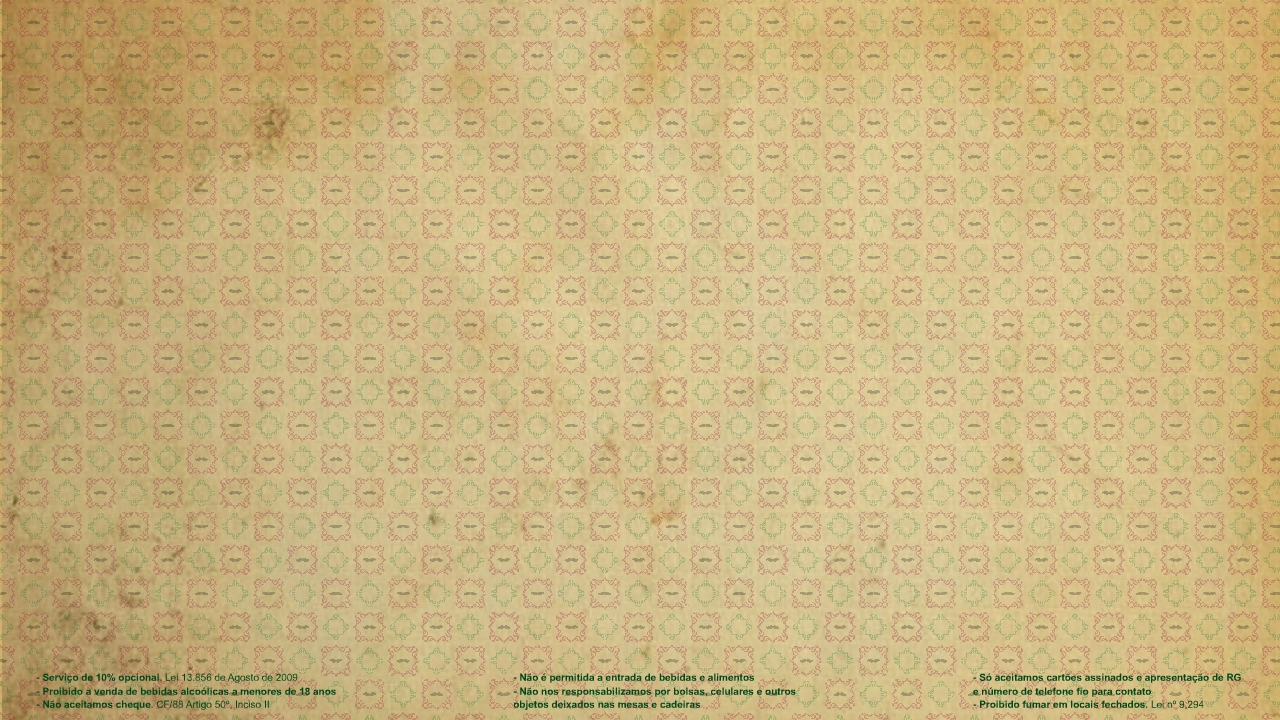 - Serviço de 10% opcional. Lei 13.856 de Agosto de 2009
- Proibido a venda de bebidas alcoólicas a menores de 18 anos
- Não aceitamos cheque. CF/88 Artigo 50º, Inciso II
- Não é permitida a entrada de bebidas e alimentos
- Não nos responsabilizamos por bolsas, celulares e outros
objetos deixados nas mesas e cadeiras
- Só aceitamos cartões assinados e apresentação de RG
e número de telefone fio para contato
- Proibido fumar em locais fechados. Lei nº 9,294